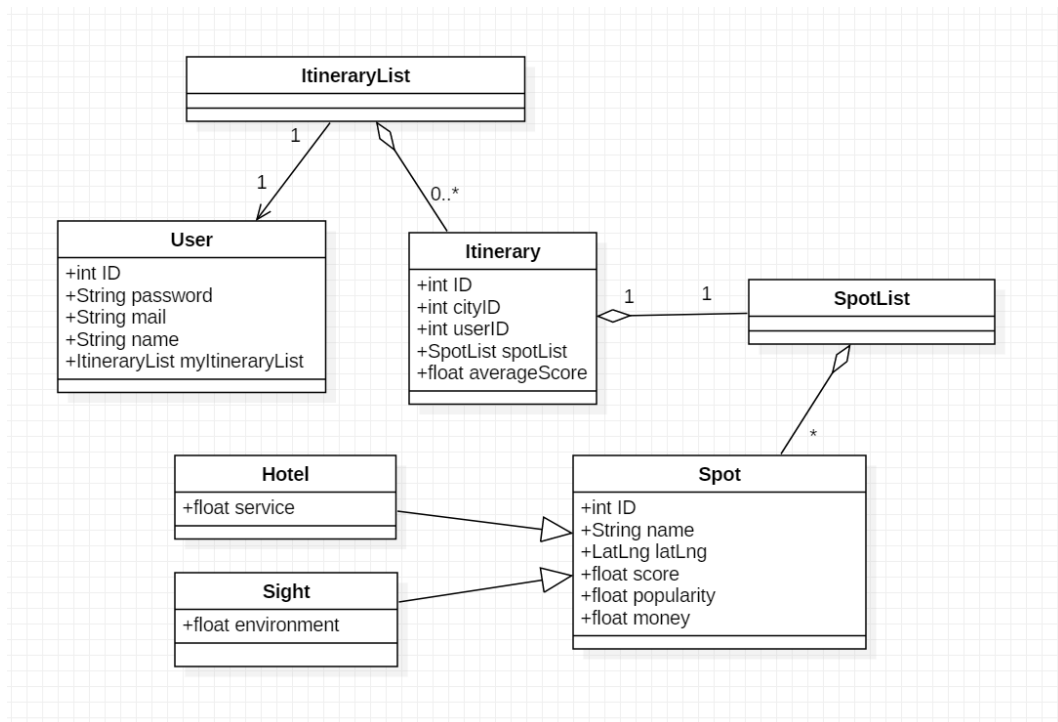 ItineraryList
1
1
0..*
User
+int ID
+String password
+String mail
+String name
+ItineraryList myItineraryList
Itinerary
+int ID
+int cityID
+int userID
+SpotList spotList
+float averageScore
1
1
SpotList
*
Hotel
+float service
Sight
+float environment
Spot
+int ID
+String name
+LatLng latLng
+float score
+float popularity
+float money